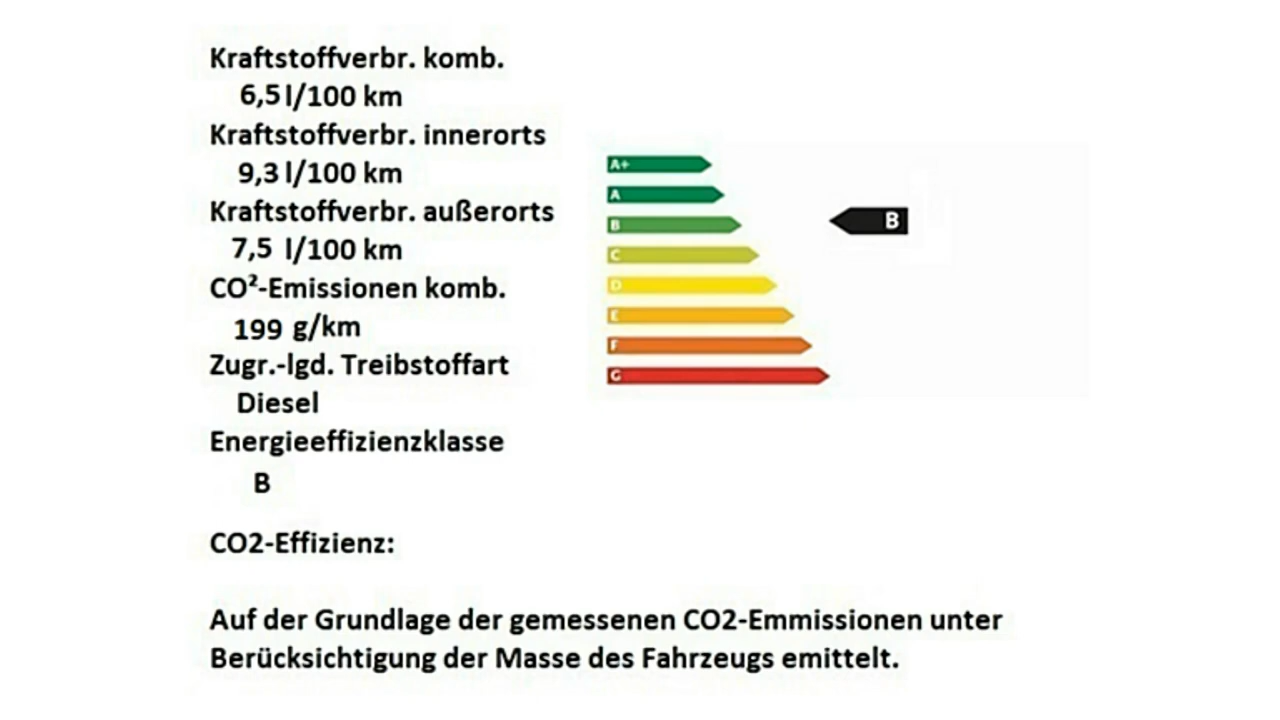 Kraftstoffverbr. komb.
6,5 l/100 km
Kraftstoffverbr. innerorts
9,3 l/100 km
Kraftstoffverbr. außerorts
7,5 l/100 km
CO²-Emissionen komb.
199 g/km
Zugr.-lgd. Treibstoffart
Diesel
Energieeffizienzklasse
B
A+
A
B
B
C
D
E
F
G
CO2-Effizienz:
Auf der Grundlage der gemessenen CO2-Emmissionen unter
Berücksichtigung der Masse des Fahrzeugs emittelt.